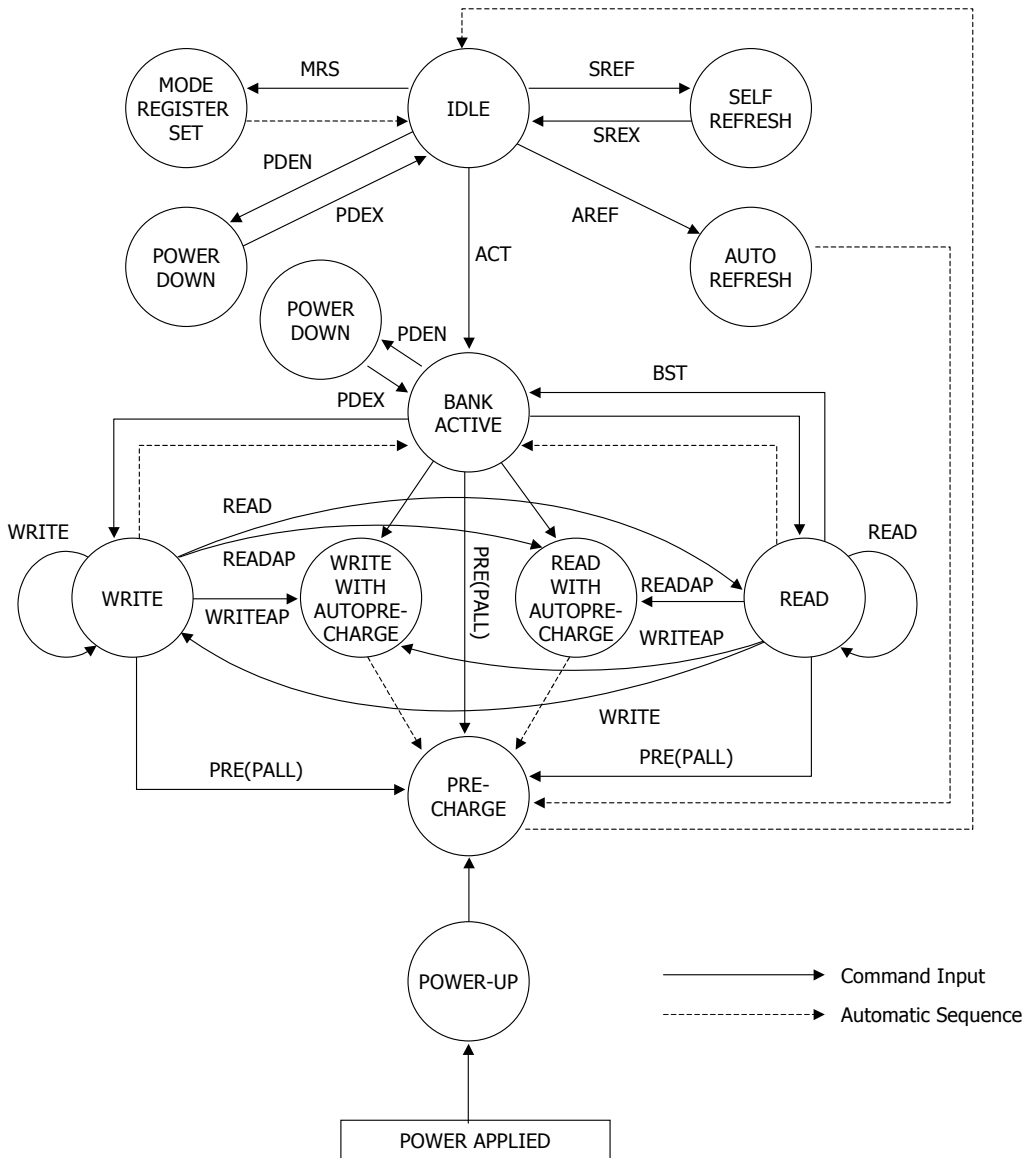 MRS
SREF
MODE
REGISTER
SET
IDLE
SELF
REFRESH
SREX
PDEN
PDEX
AREF
POWER
DOWN
ACT
AUTO
REFRESH
POWER
DOWN
PDEN
PDEX
BST
BANK
ACTIVE
READ
WRITE
READ
READAP
WRITE
WITH
AUTOPRE-
CHARGE
PRE(PALL)
READ
WITH
AUTOPRE-
CHARGE
READAP
WRITE
WRITEAP
READ
WRITEAP
WRITE
PRE(PALL)
PRE(PALL)
PRE-
CHARGE
POWER-UP
Command Input
Automatic Sequence
POWER APPLIED